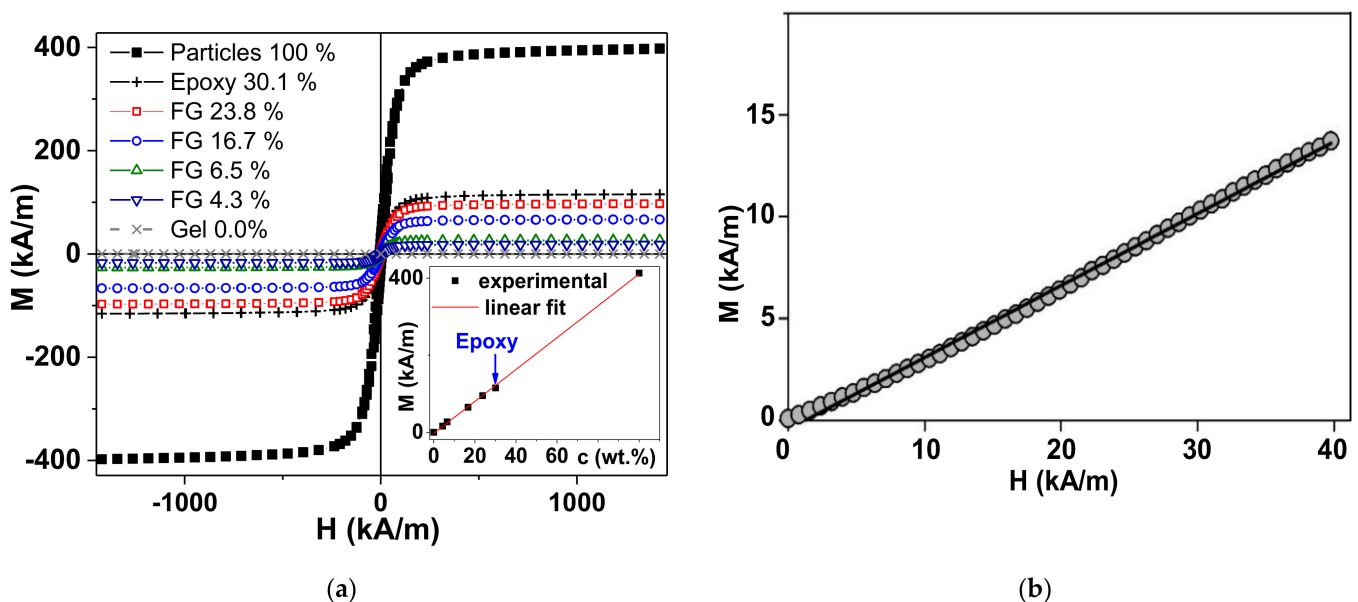 400
200
0
-200
-400
M (kA/m)
Particles 100 %
Epoxy 30.1 %
FG 23.8 %
FG 16.7 %
FG 6.5 %
FG 4.3 %
Gel 0.0%
-1000
0
1000
H (kA/m)
400
0
M (kA/m)
experimental
linear fit
Epoxy
0
20
40
60
c (wt.%)
(a)
15
10
5
0
M (kA/m)
0
10
20
30
40
H (kA/m)
(b)